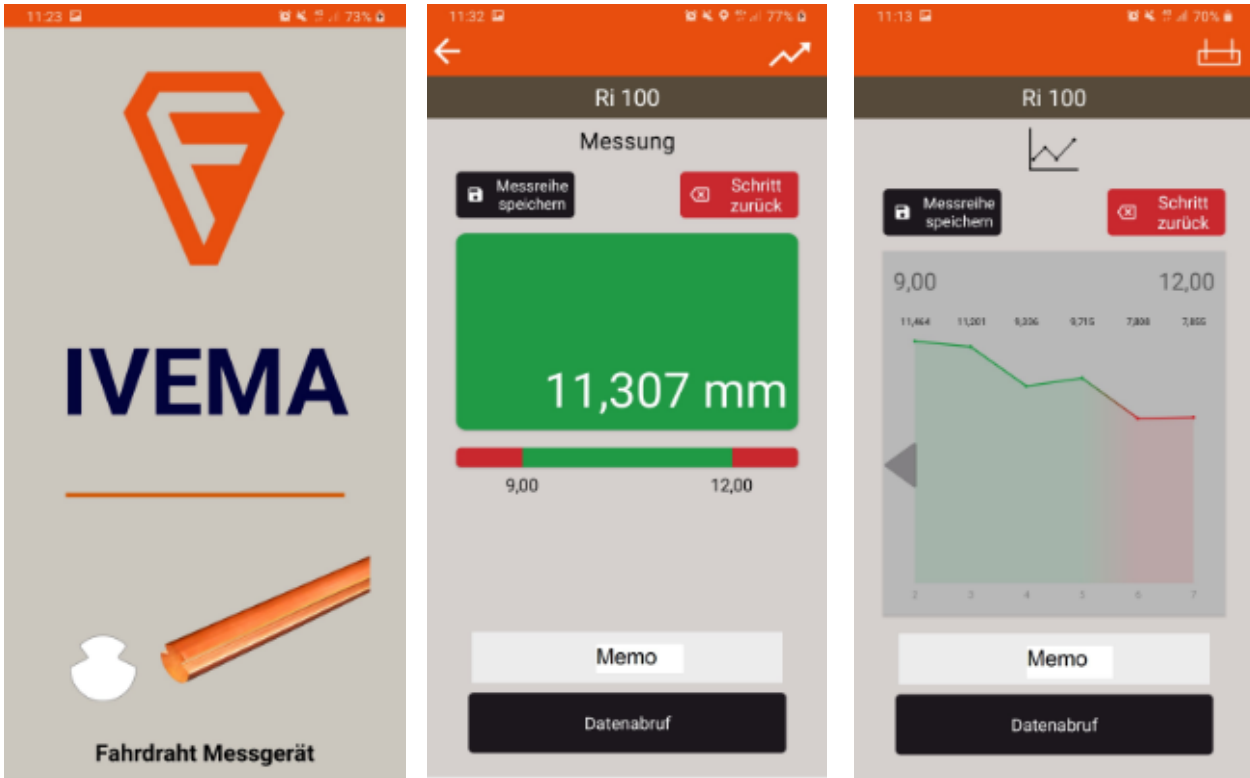 11:23
73%
IVEMA
Fahrdraht Messgerät
11:32
77%
Ri 100
Messung
Messreihe
speichern
Schritt
zurück
11,307 mm
9,00 12,00
Memo
Datenabruf
11:13
70%
Ri 100
Messreihe
speichern
Schritt
zurück
9,00 12,00
11,464 11,201 9,236 9,715 7,808 7,855
2 3 4 5 6 7
Memo
Datenabruf